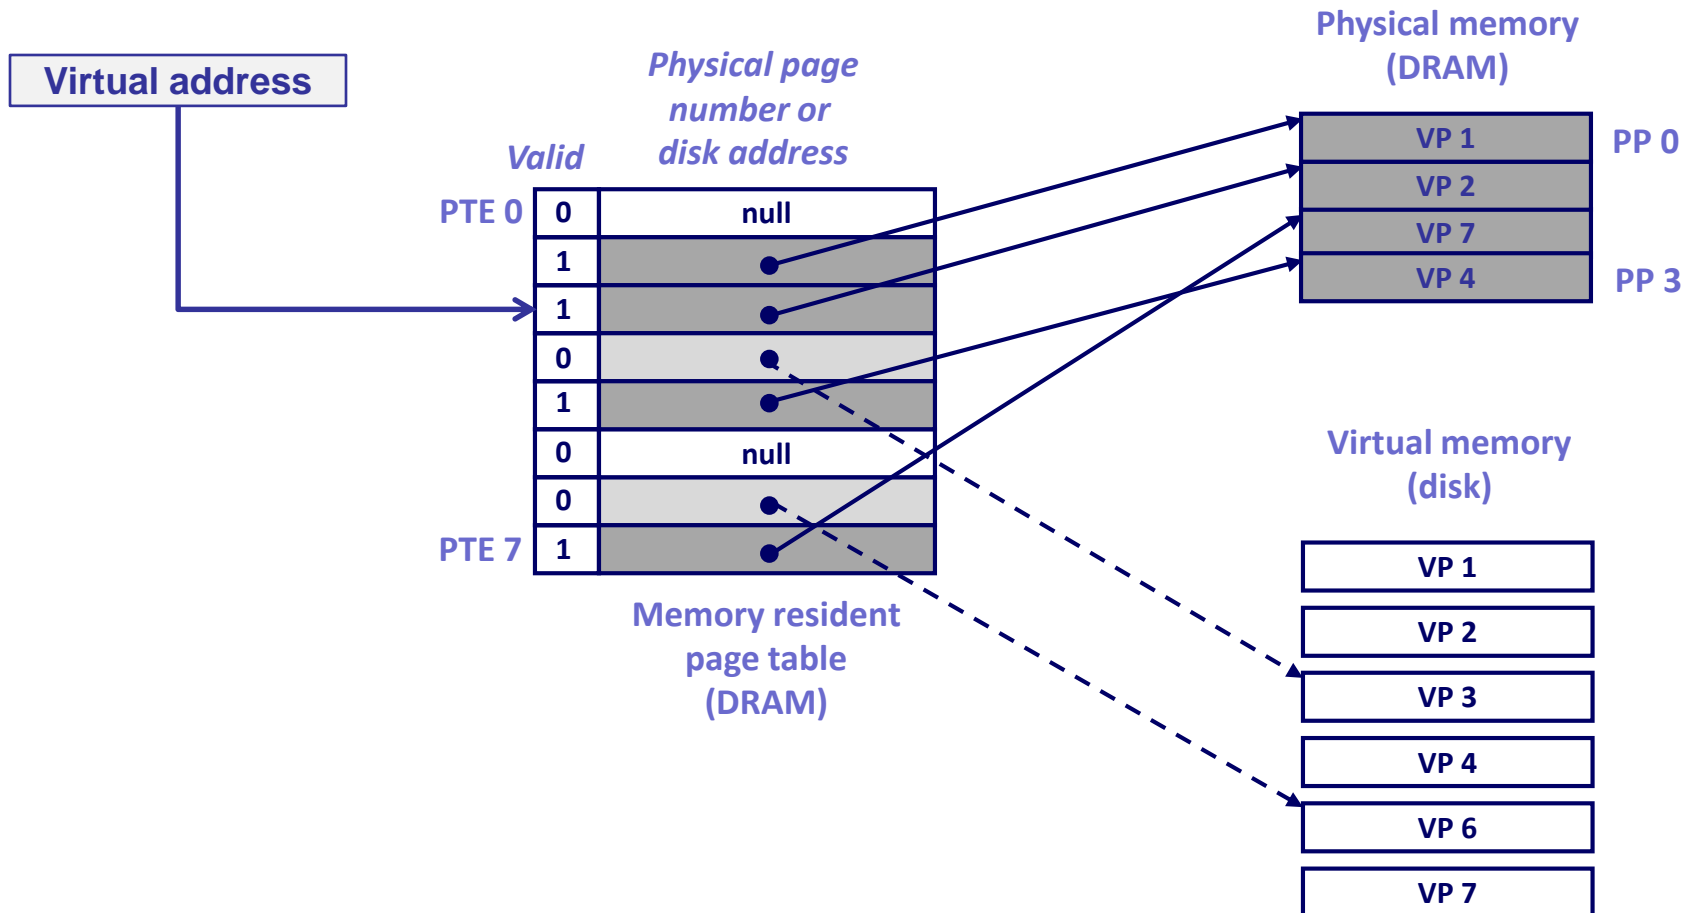 Virtual address
Physical page
number or
disk address
Valid
PTE 0
0 null
1
1
0
1
0 null
0
PTE 7
1
Memory resident
page table
(DRAM)
Physical memory
(DRAM)
VP 1
PP 0
VP 2
VP 7
VP 4
PP 3
Virtual memory
(disk)
VP 1
VP 2
VP 3
VP 4
VP 6
VP 7